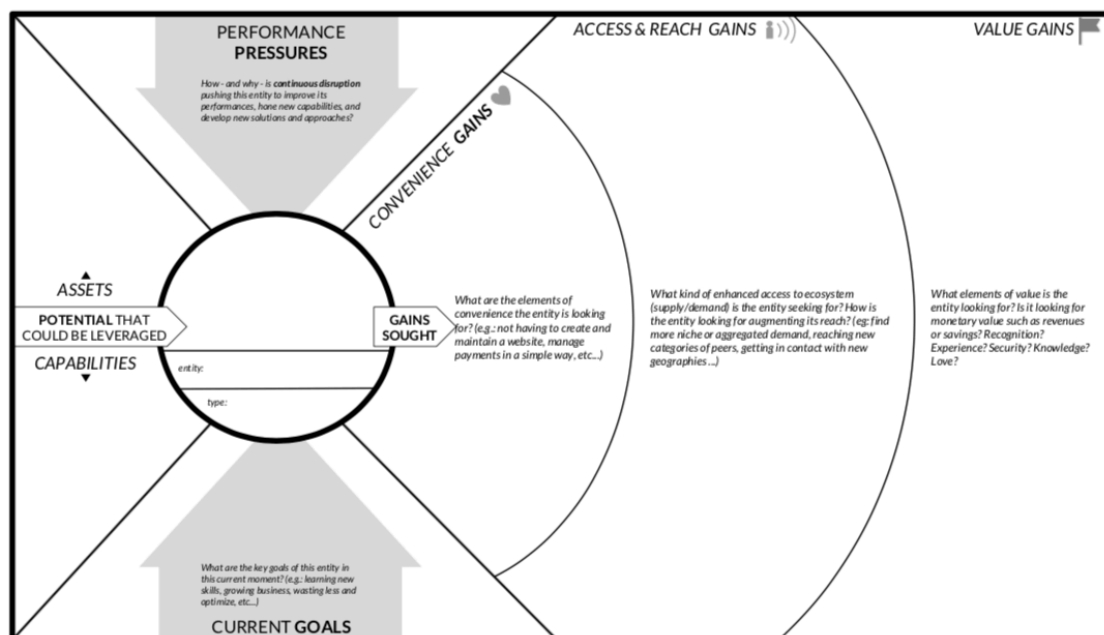 PERFORMANCE
PRESSURES
How - and why - is continuous disruption
pushing this entity to improve its
performances, hone new capabilities, and
develop new solutions and approaches?
CONVENIENCE GAINS
ACCESS & REACH GAINS
VALUE GAINS
ASSETS
POTENTIAL THAT
COULD BE LEVERAGED
CAPABILITIES
entity:
type:
GAINS
SOUGHT
What are the elements of
convenience the entity is looking
for? (e.g.: not having to create and
maintain a website, manage
payments in a simple way, etc...)
What kind of enhanced access to ecosystem
(supply/demand) is the entity seeking for? How is
the entity looking for augmenting its reach? (eg: find
more niche or aggregated demand, reaching new
categories of peers, getting in contact with new
geographies ...)
What elements of value is the
entity looking for? Is it looking for
monetary value such as revenues
or savings? Recognition?
Experience? Security? Knowledge?
Love?
What are the key goals of this entity in
this current moment? (e.g.: learning new
skills, growing business, wasting less and
optimize, etc...)
CURRENT GOALS